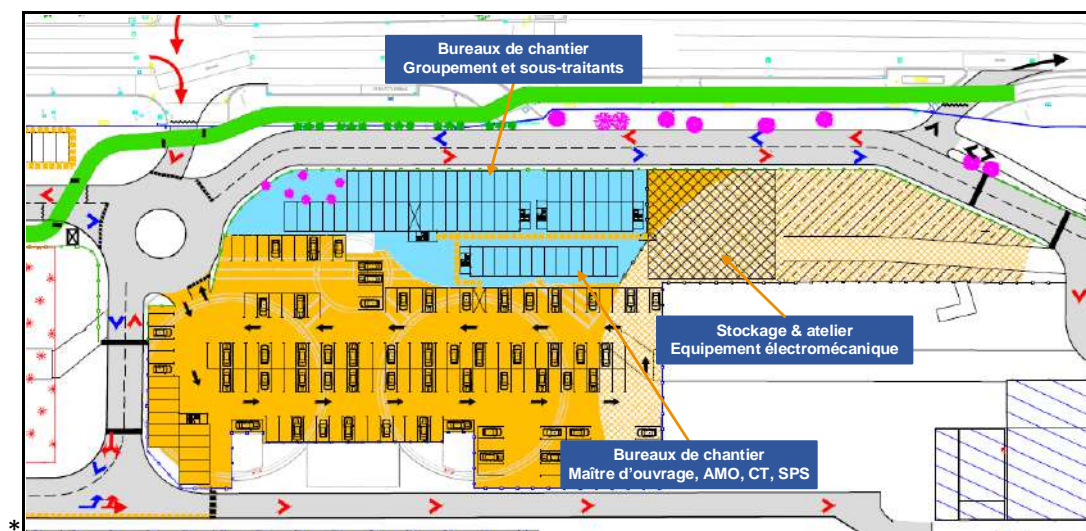 Bureaux de chantier
Groupement et sous-traitants
Stockage & atelier
Equipement électromécanique
Bureaux de chantier
Maître d'ouvrage, AMO, CT, SPS
*